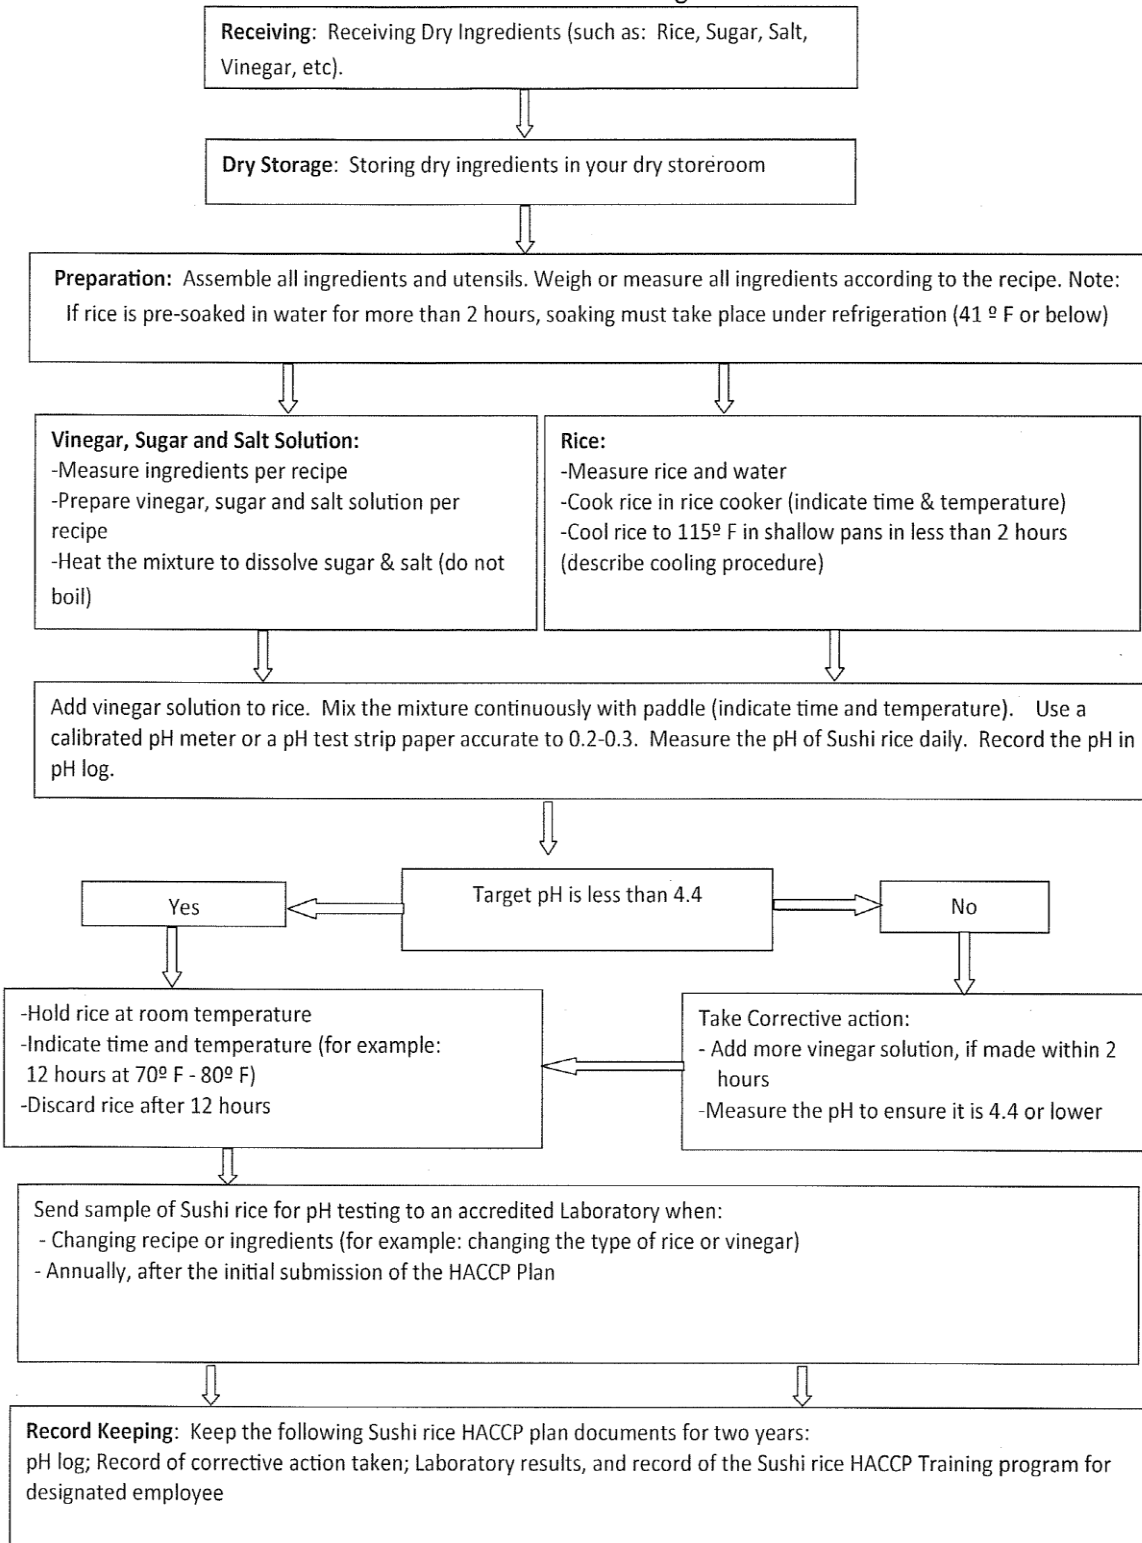 Receiving: Receiving Dry Ingredients (such as: Rice, Sugar, Salt,
Vinegar, etc).
Dry Storage: Storing dry ingredients in your dry storeroom
Preparation: Assemble all ingredients and utensils. Weigh or measure all ingredients according to the recipe. Note:
If rice is pre-soaked in water for more than 2 hours, soaking must take place under refrigeration (41 º F or below)
Vinegar, Sugar and Salt Solution:
-Measure ingredients per recipe
-Prepare vinegar, sugar and salt solution per
recipe
-Heat the mixture to dissolve sugar & salt (do not
boil)
Rice:
-Measure rice and water
-Cook rice in rice cooker (indicate time & temperature)
-Cool rice to 115º F in shallow pans in less than 2 hours
(describe cooling procedure)
Add vinegar solution to rice. Mix the mixture continuously with paddle (indicate time and temperature). Use a
calibrated pH meter or a pH test strip paper accurate to 0.2-0.3. Measure the pH of Sushi rice daily. Record the pH in
pH log.
Target pH is less than 4.4
Yes
No
-Hold rice at room temperature
-Indicate time and temperature (for example:
12 hours at 70º F - 80º F)
-Discard rice after 12 hours
Take Corrective action:
- Add more vinegar solution, if made within 2
hours
-Measure the pH to ensure it is 4.4 or lower
Send sample of Sushi rice for pH testing to an accredited Laboratory when:
- Changing recipe or ingredients (for example: changing the type of rice or vinegar)
- Annually, after the initial submission of the HACCP Plan
Record Keeping: Keep the following Sushi rice HACCP plan documents for two years:
pH log; Record of corrective action taken; Laboratory results, and record of the Sushi rice HACCP Training program for
designated employee